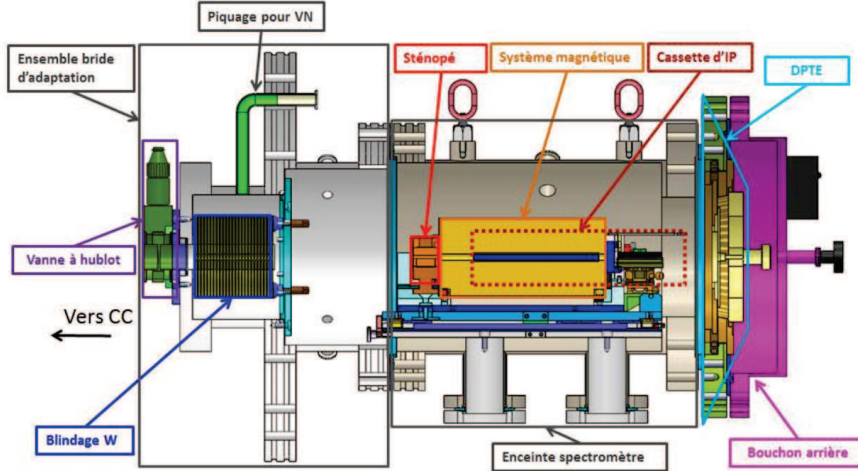 Piquage pour VN
Ensemble bride
d'adaptation
Sténopé
Système magnétique
Cassette d'IP
DPTE
Vanne à hublot
Vers CC
Blindage W
Enceinte spectromètre
Bouchon arrière